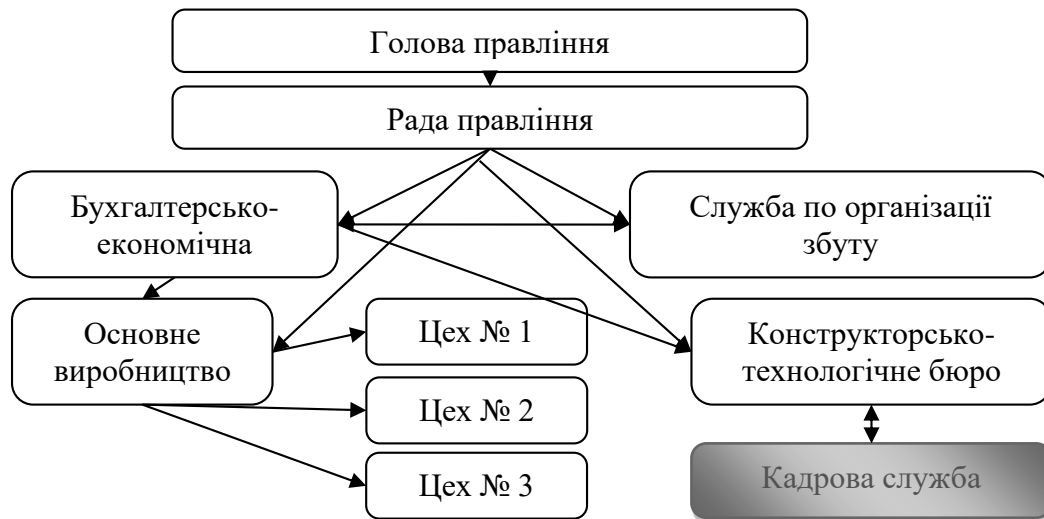 Голова правління
Рада правління
Бухгалтерсько-
економічна
Служба по організації
збуту
Основне
виробництво
Цех № 1
Цех № 2
Цех № 3
Конструкторсько-
технологічне бюро
Кадрова служба